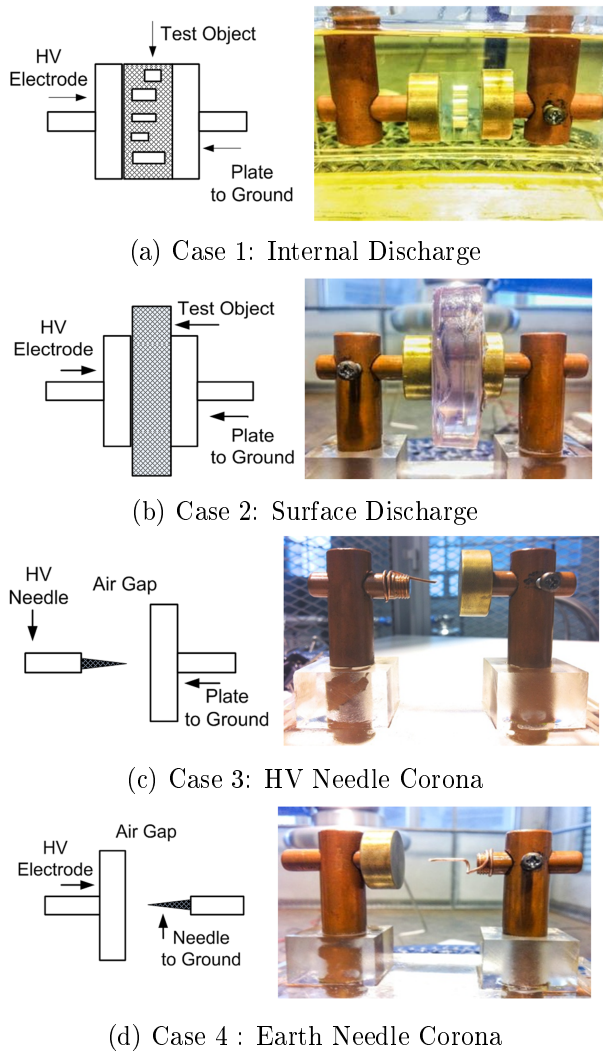 Test Object
HV
Electrode
Plate
to Ground
(a) Case 1: Internal Discharge
Test Object
HV
Electrode
Plate
to Ground
(b) Case 2: Surface Discharge
HV
Needle
Air Gap
Plate
to Ground
(c) Case 3: HV Needle Corona
Air Gap
HV
Electrode
Needle
to Ground
(d) Case 4 : Earth Needle Corona